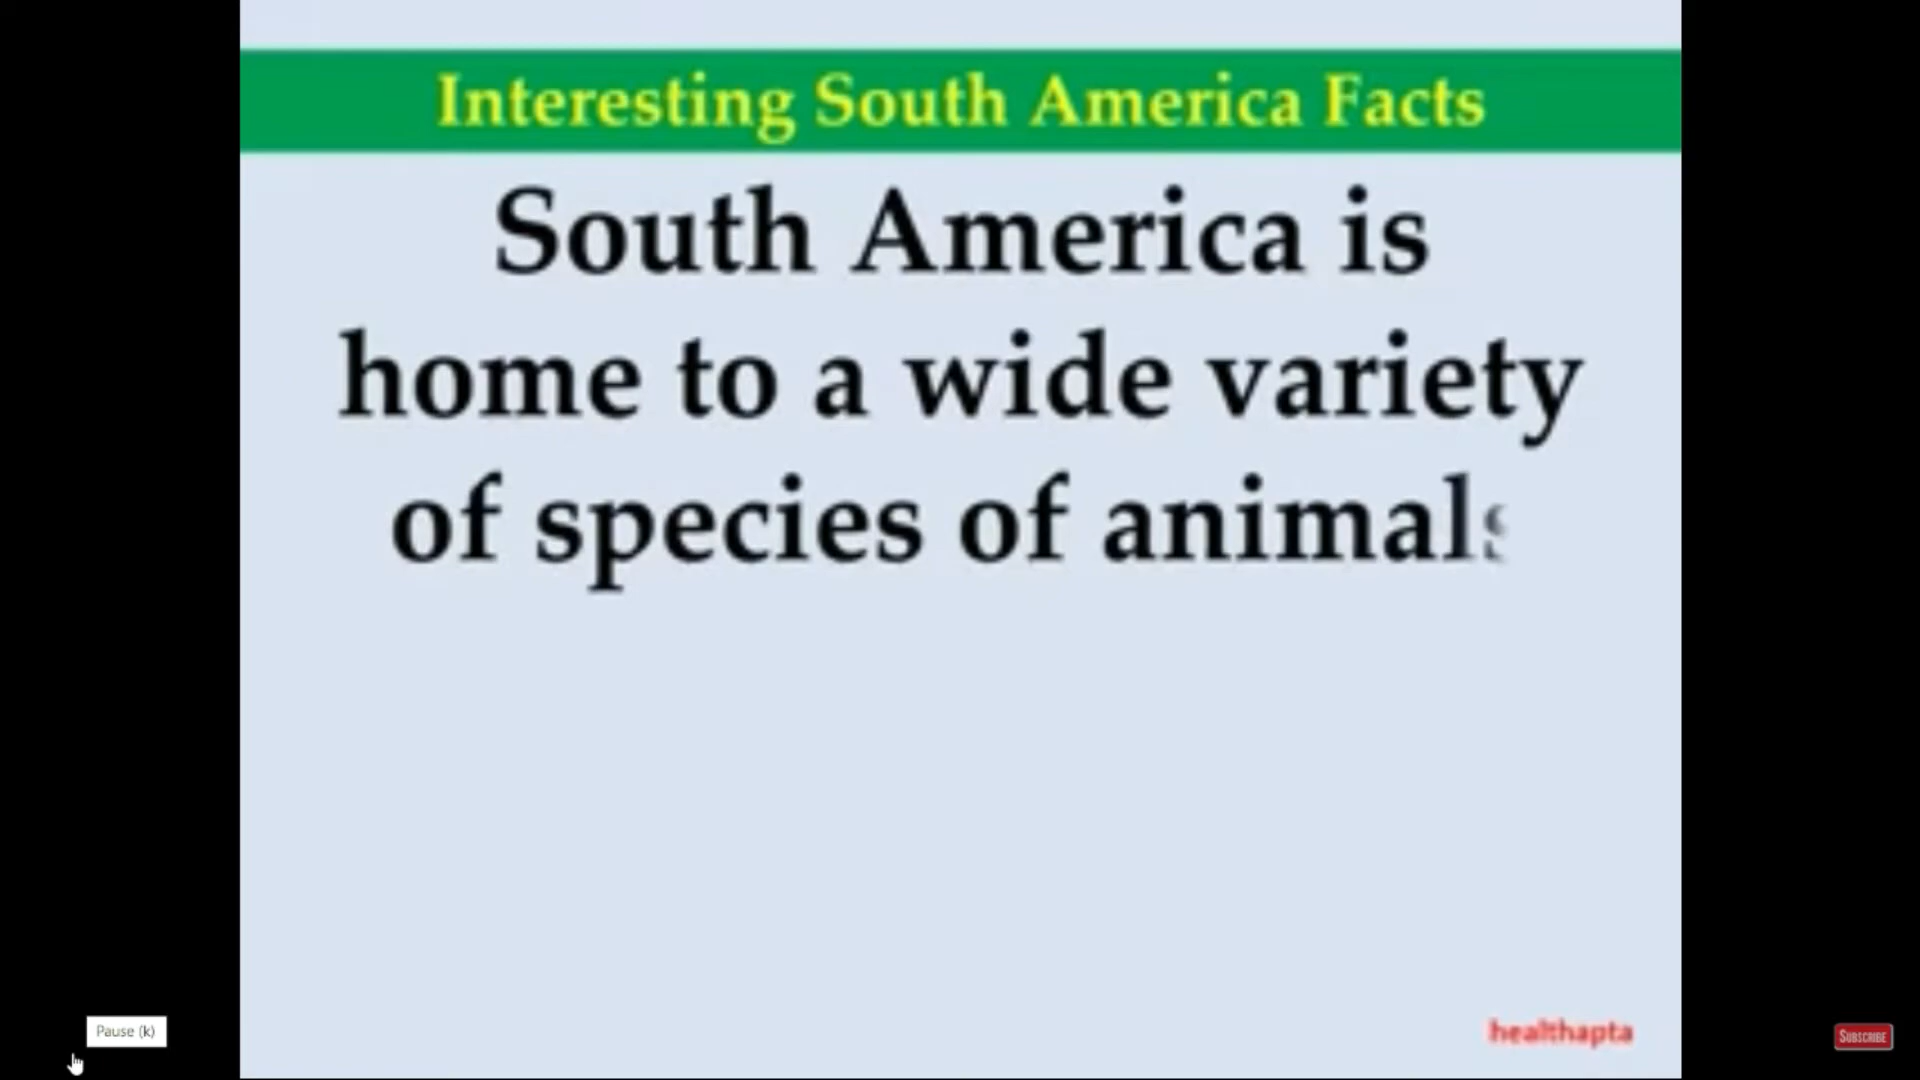 Interesting South America Facts
South America is
home to a wide variety
of species of animals
Pause (k)
healthapta
SUBSCRIBE